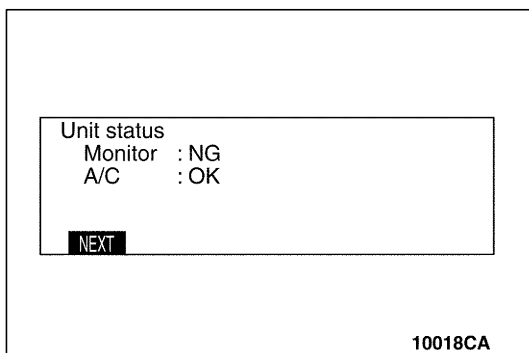 Unit status
Monitor : NG
A/C : OK
NEXT
10018CA